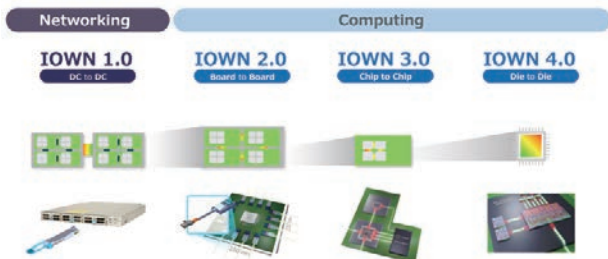 Networking
Computing
IOWN 1.0
DC to DC
IOWN 2.0
Board to Board
IOWN 3.0
Chip to Chip
IOWN 4.0
Die to Die